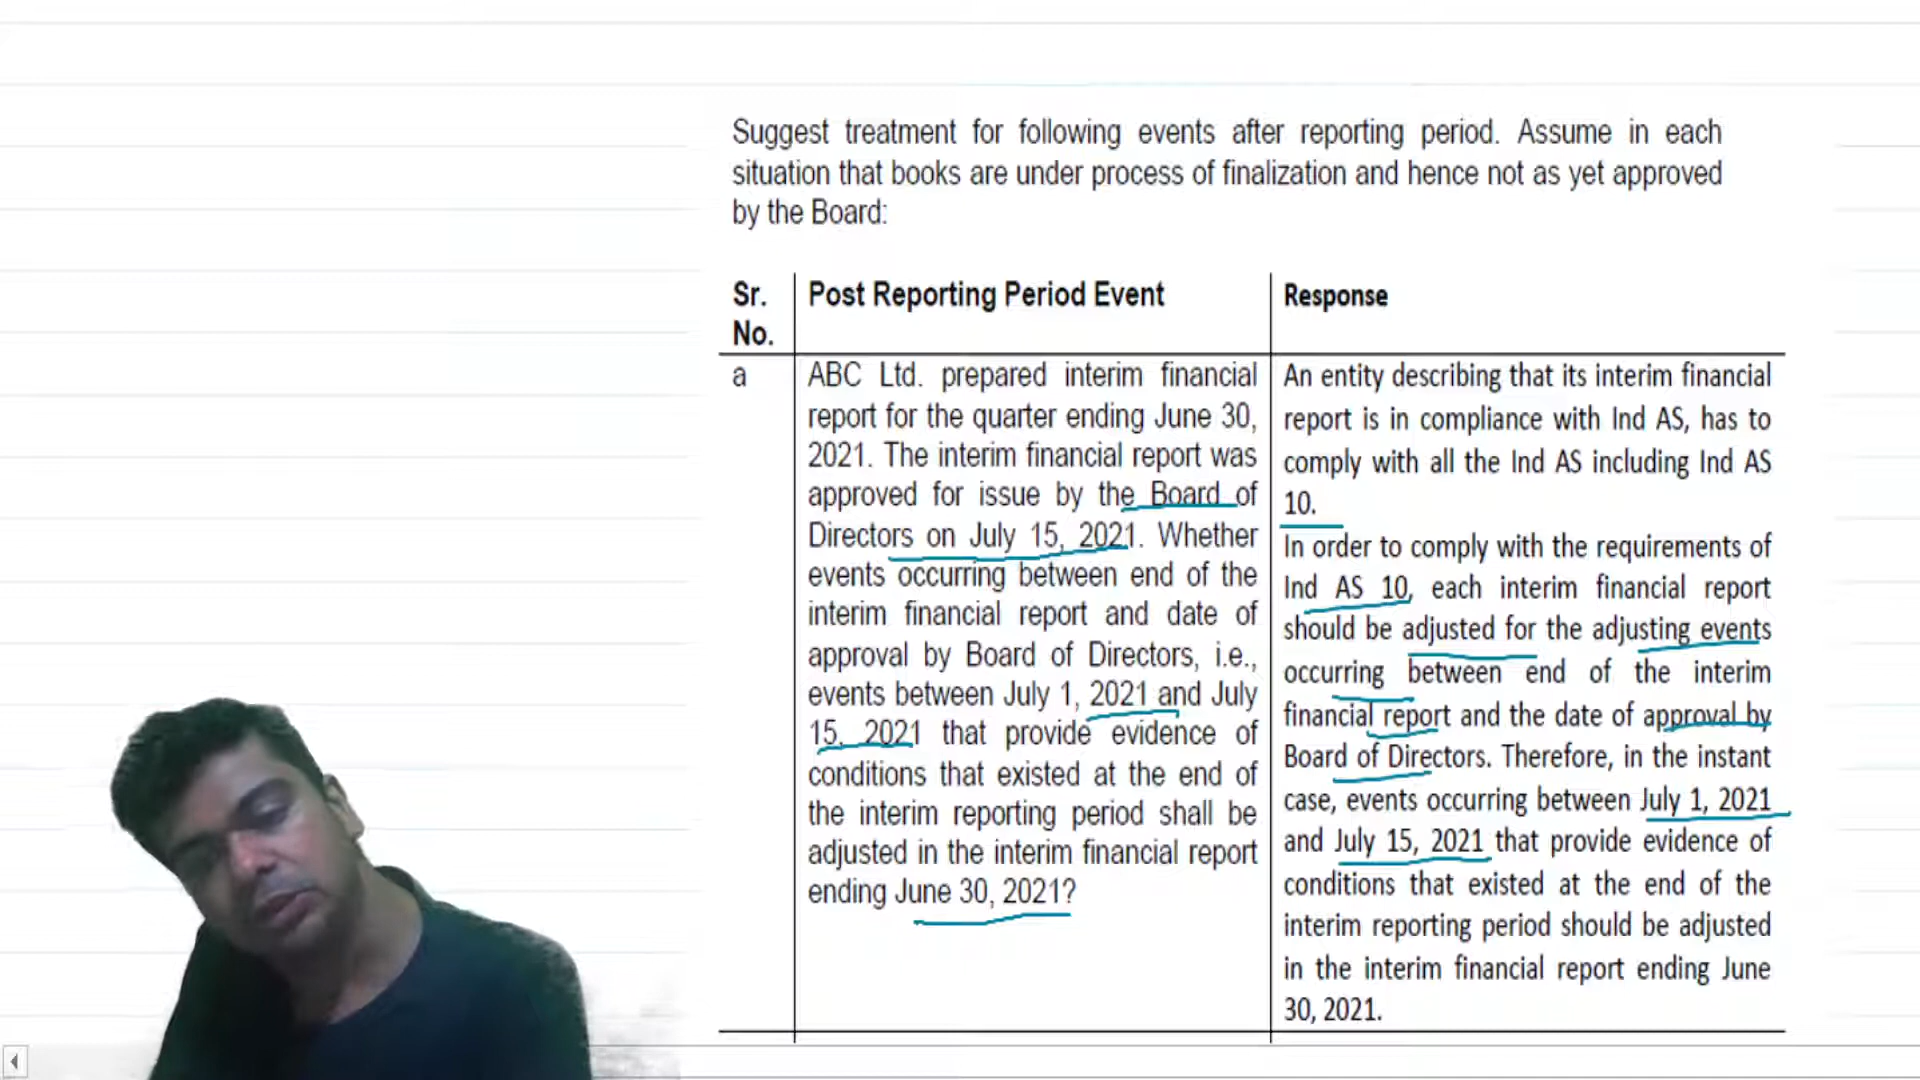 Suggest treatment for following events after reporting period. Assume in each
situation that books are under process of finalization and hence not as yet approved
by the Board:
Sr.
No.
Post Reporting Period Event
Response
a
ABC Ltd. prepared interim financial
report for the quarter ending June 30,
2021. The interim financial report was
approved for issue by the Board of
Directors on July 15, 2021. Whether
events occurring between end of the
interim financial report and date of
approval by Board of Directors, i.e.,
events between July 1, 2021 and July
15, 2021 that provide evidence of
conditions that existed at the end of
the interim reporting period shall be
adjusted in the interim financial report
ending June 30, 2021?
An entity describing that its interim financial
report is in compliance with Ind AS, has to
comply with all the Ind AS including Ind AS
10.
In order to comply with the requirements of
Ind AS 10, each interim financial report
should be adjusted for the adjusting events
occurring between end of the interim
financial report and the date of approval by
Board of Directors. Therefore, in the instant
case, events occurring between July 1, 2021
and July 15, 2021 that provide evidence of
conditions that existed at the end of the
interim reporting period should be adjusted
in the interim financial report ending June
30, 2021.